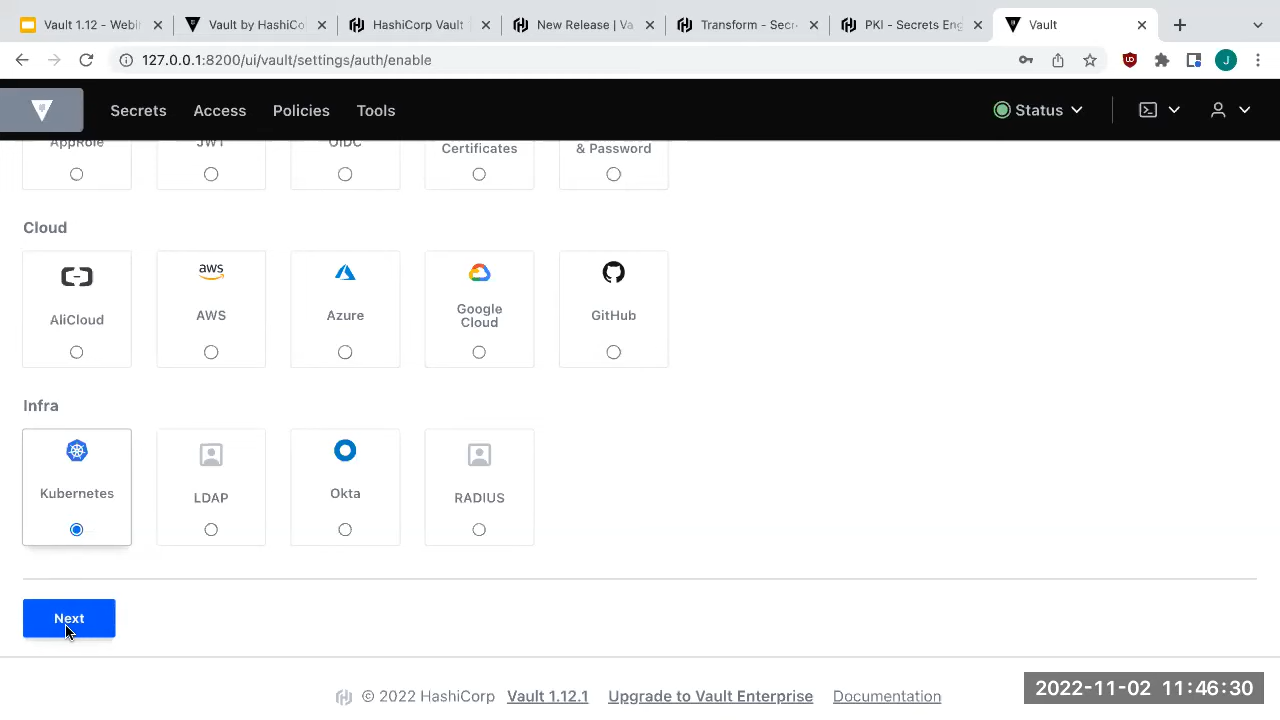 Vault 1.12 - Webi
Vault by HashiCo
HashiCorp Vault
New Release | Va
Transform - Secr
PKI - Secrets Eng
Vault
127.0.0.1:8200/ui/vault/settings/auth/enable
J
Secrets
Access
Policies
Tools
Status
AppRole
JWT
OIDC
Certificates
& Password
Cloud
AliCloud
AWS
Azure
Google
Cloud
GitHub
Infra
Kubernetes
LDAP
Okta
RADIUS
Next
© 2022 HashiCorp Vault 1.12.1 Upgrade to Vault Enterprise Documentation
2022-11-02 11:46:30